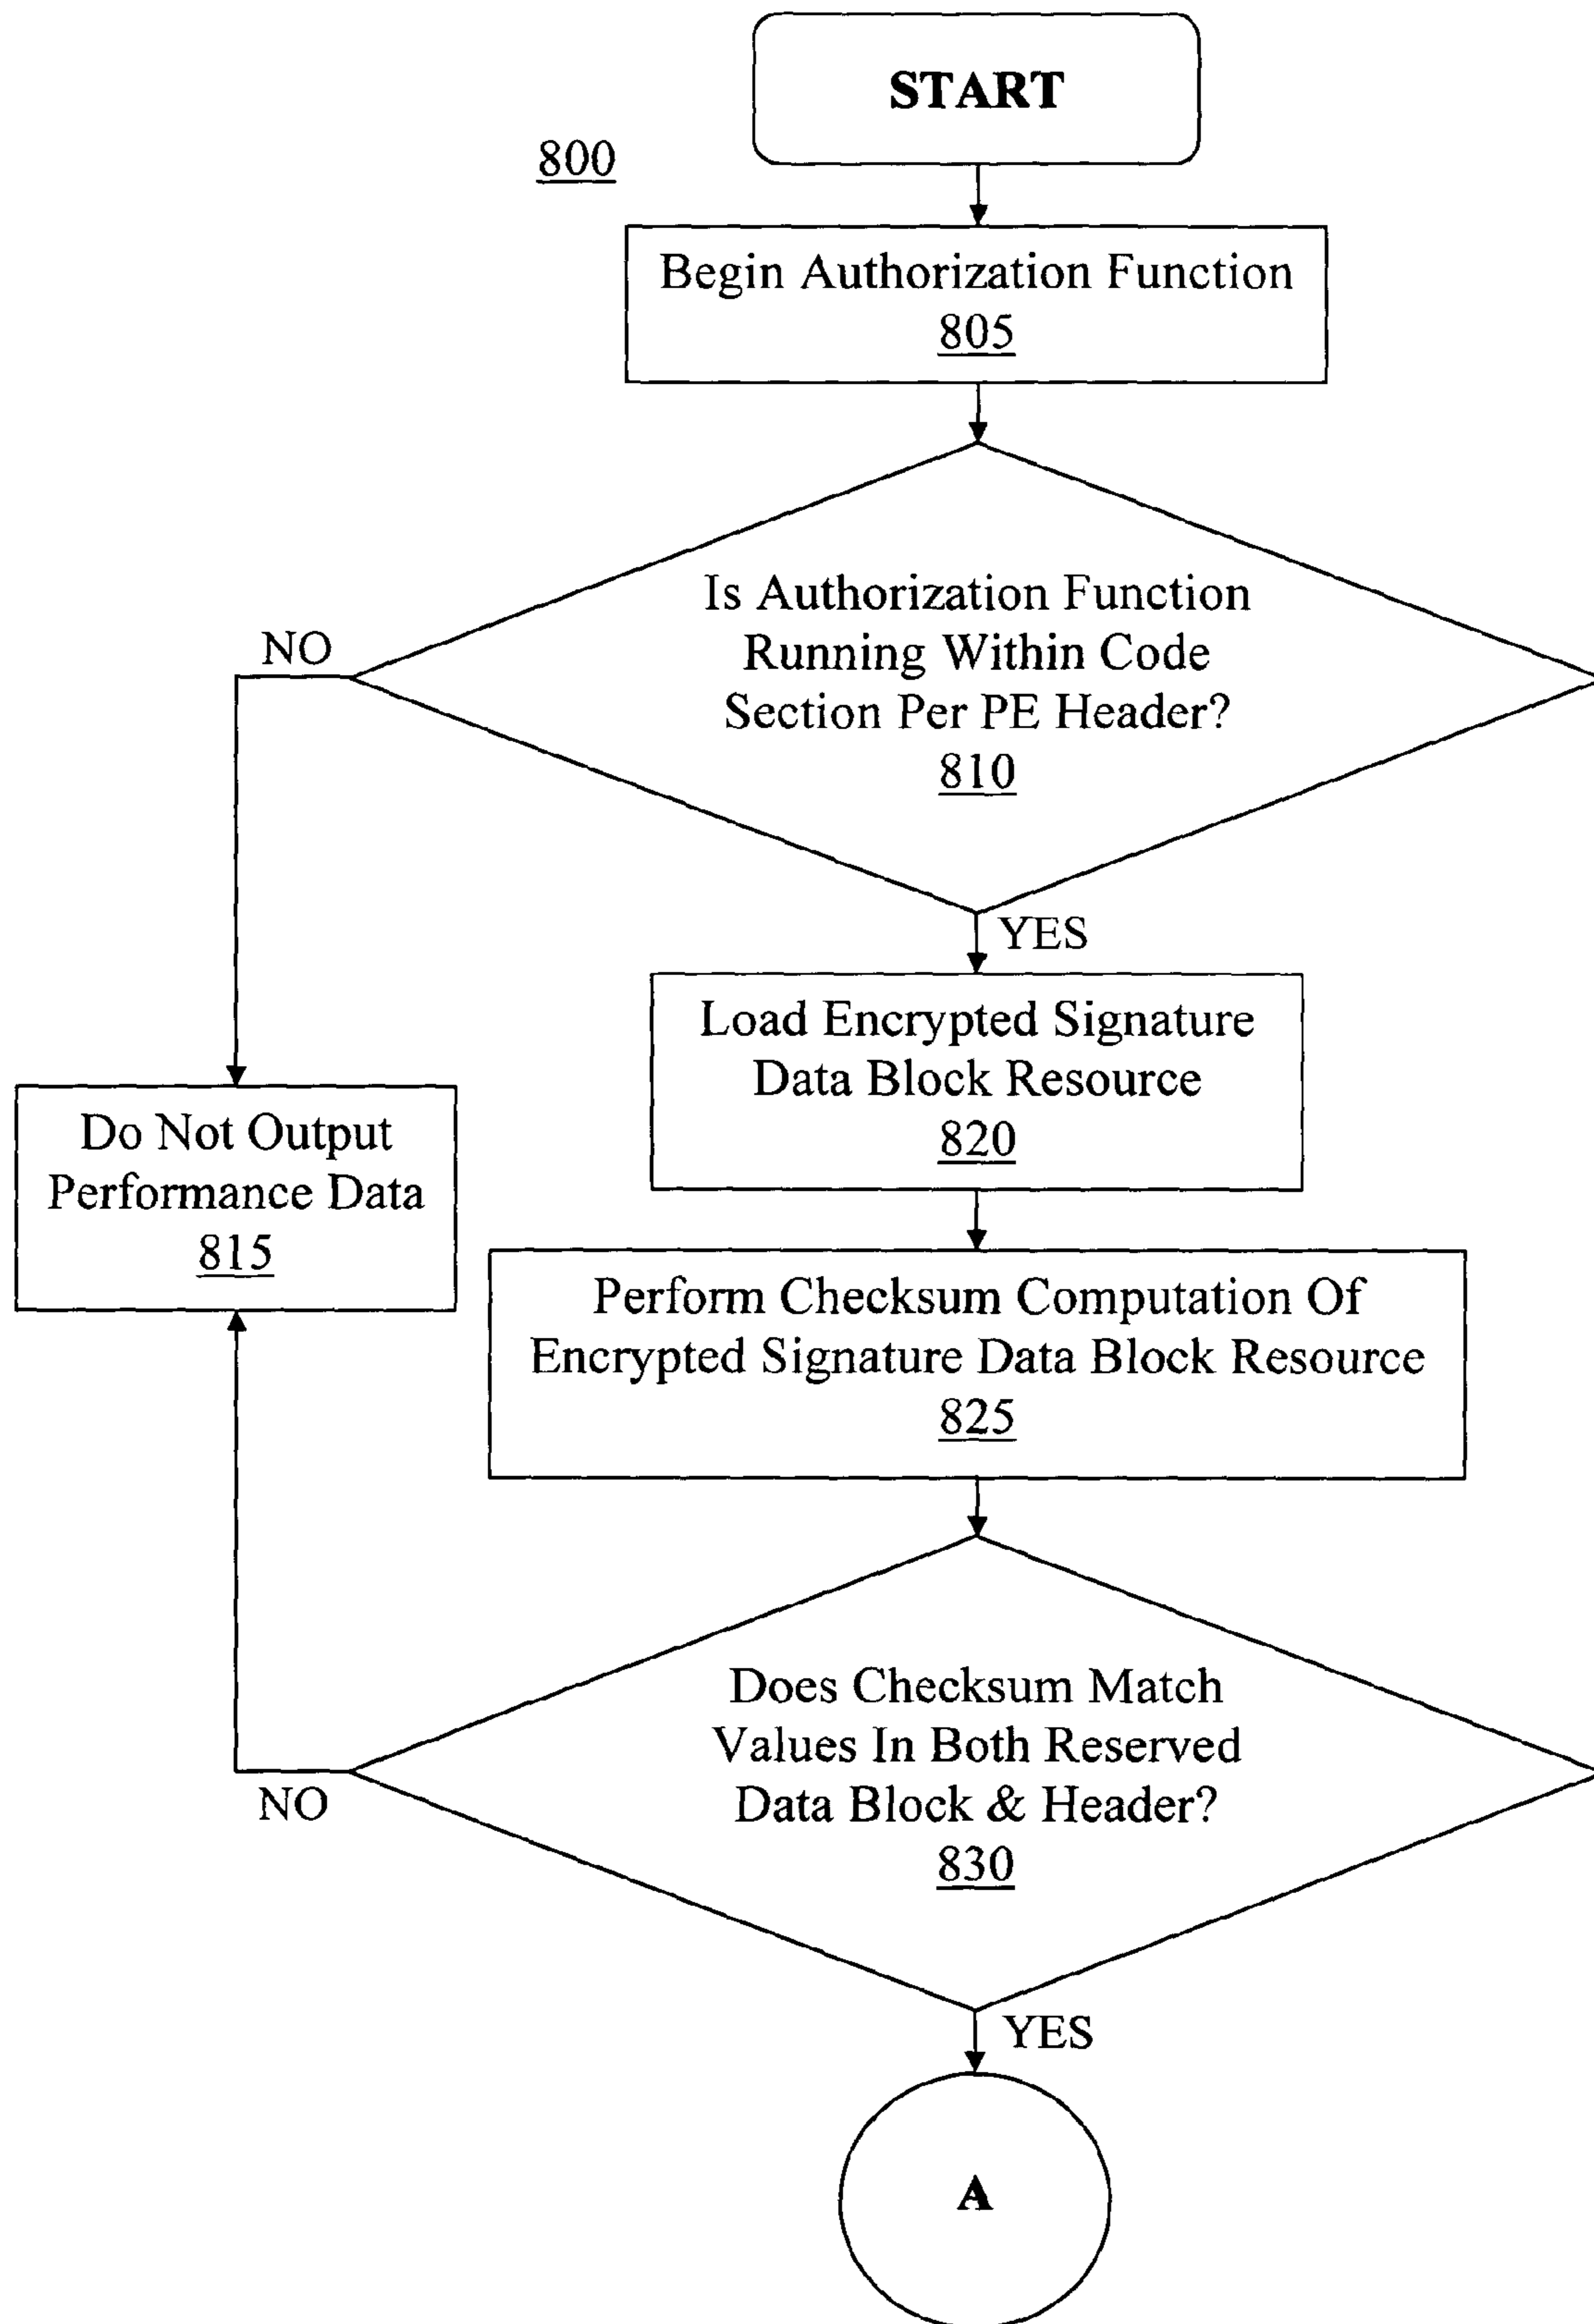 START
800
Begin Authorization Function
805
Is Authorization Function
Running Within Code
Section Per PE Header?
810
NO
YES
Load Encrypted Signature
Data Block Resource
820
Do Not Output
Performance Data
815
Perform Checksum Computation Of
Encrypted Signature Data Block Resource
825
Does Checksum Match
Values In Both Reserved
Data Block & Header?
830
NO
YES
A